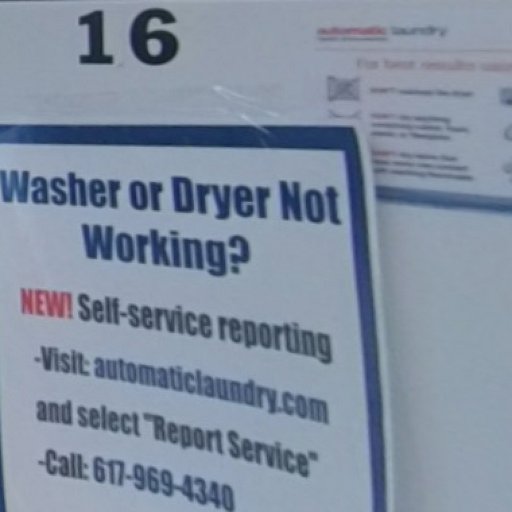 16
automatic laundry
For best results
Washer or Dryer Not
Working?
NEW! Self-service reporting
-Visit: automaticlaundry.com
and select "Report Service"
-Call: 617-969-4340